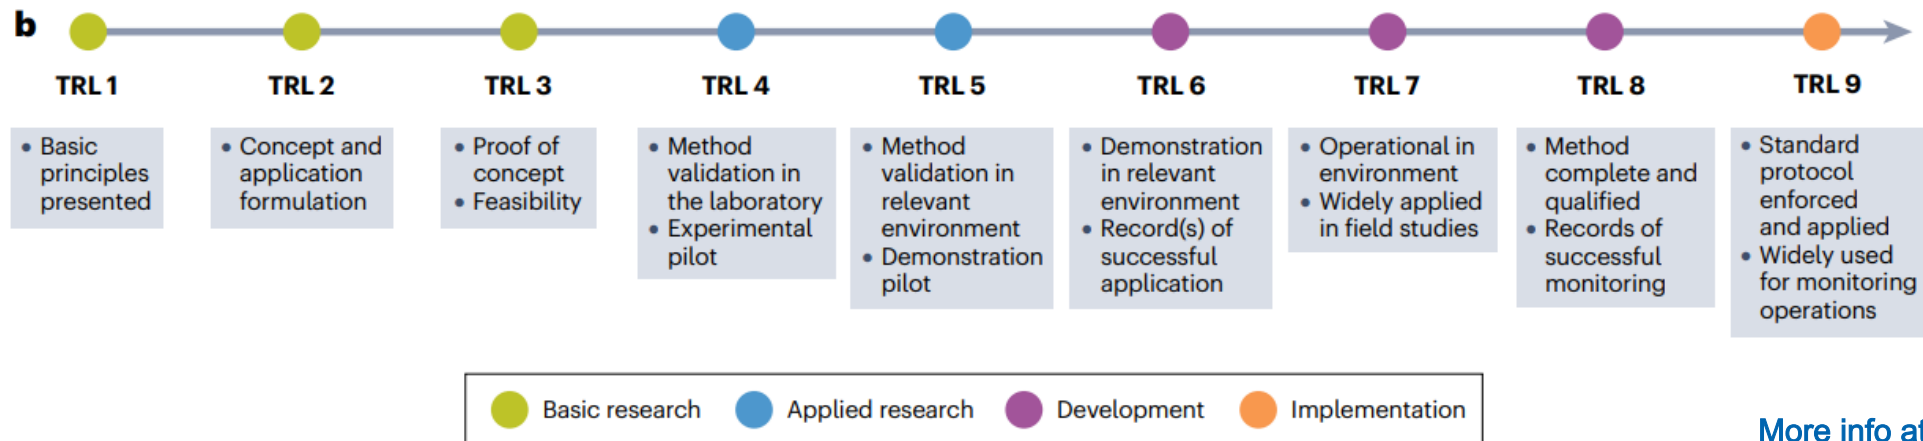 b
TRL 1
TRL 2
TRL 3
TRL 4
TRL 5
TRL 6
TRL 7
TRL 8
TRL 9
• Basic
principles
presented
• Concept and
application
formulation
• Proof of
concept
• Feasibility
• Method
validation in
the laboratory
• Experimental
pilot
• Method
validation in
relevant
environment
• Demonstration
pilot
• Demonstration
in relevant
environment
• Record(s) of
successful
application
• Operational in
environment
• Widely applied
in field studies
• Method
complete and
qualified
• Records of
successful
monitoring
• Standard
protocol
enforced
and applied
• Widely used
for monitoring
operations
Basic research
Applied research
Development
Implementation
More info at